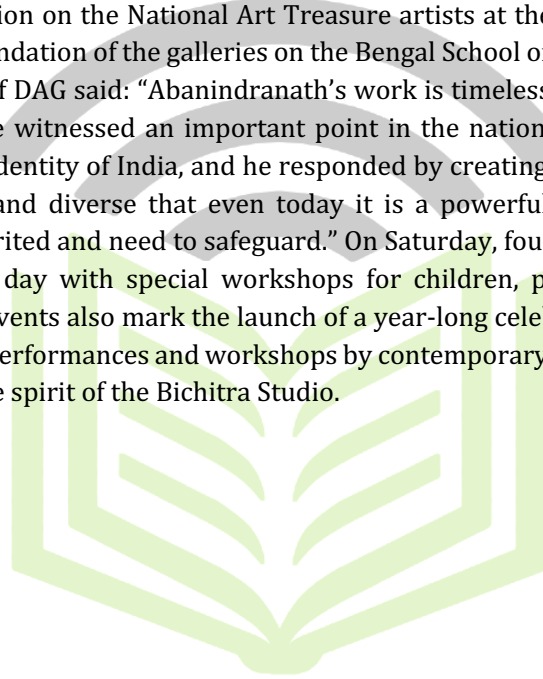 ion on the National Art Treasure artists at the
ndation of the galleries on the Bengal School o
f DAG said: “Abanindranath’s work is timeless
e witnessed an important point in the nation
dentity of India, and he responded by creating
and diverse that even today it is a powerful
rited and need to safeguard.” On Saturday, fou
day with special workshops for children, p
vents also mark the launch of a year-long cele
erformances and workshops by contemporary
e spirit of the Bichitra Studio.